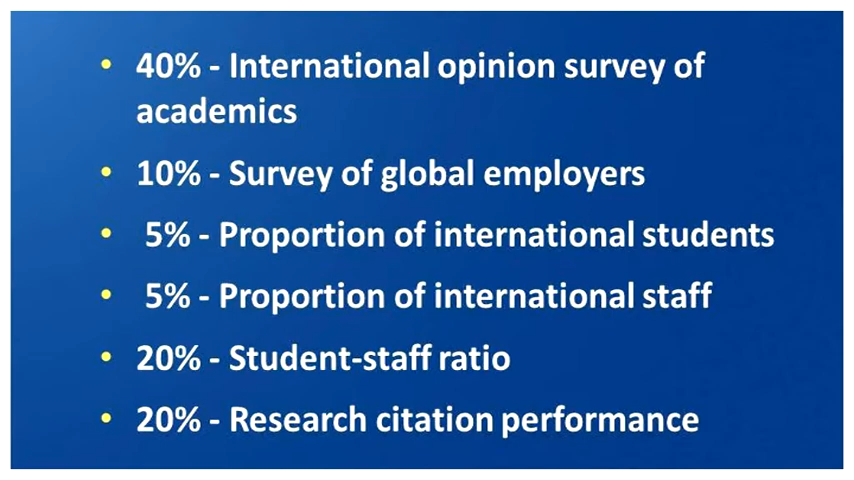 • 40% - International opinion survey of
academics
• 10% - Survey of global employers
• 5% - Proportion of international students
• 5% - Proportion of international staff
• 20% - Student-staff ratio
• 20% - Research citation performance